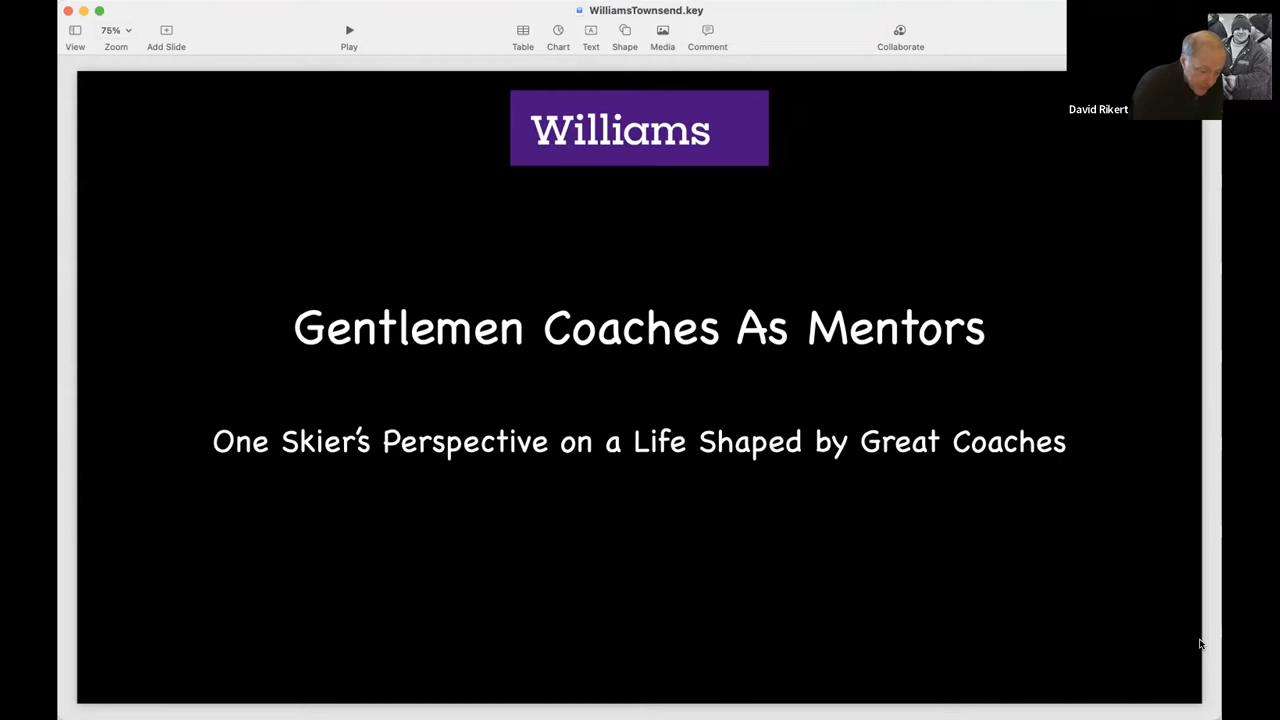 WilliamsTownsend.key
75%
View
Zoom
Add Slide
Play
Table
Chart
Text
Shape
Media
Comment
Collaborate
David Rikert
Williams
Gentlemen Coaches As Mentors
One Skier's Perspective on a Life Shaped by Great Coaches